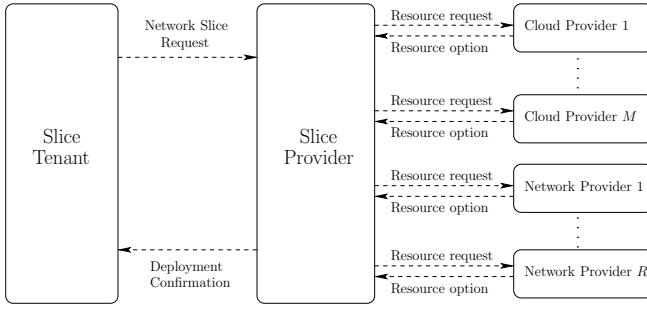 Slice
Tenant
Network Slice
Request
Deployment
Confirmation
Slice
Provider
Resource request
Resource option
Cloud Provider 1
Resource request
Resource option
Cloud Provider M
Resource request
Resource option
Network Provider 1
Resource request
Resource option
Network Provider R